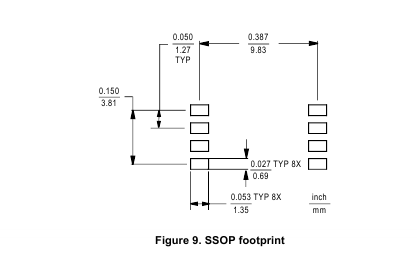 0.050
1.27
TYP
0.387
9.83
0.150
3.81
0.027 TYP 8X
0.69
0.053 TYP 8X
1.35
inch
mm
Figure 9. SSOP footprint